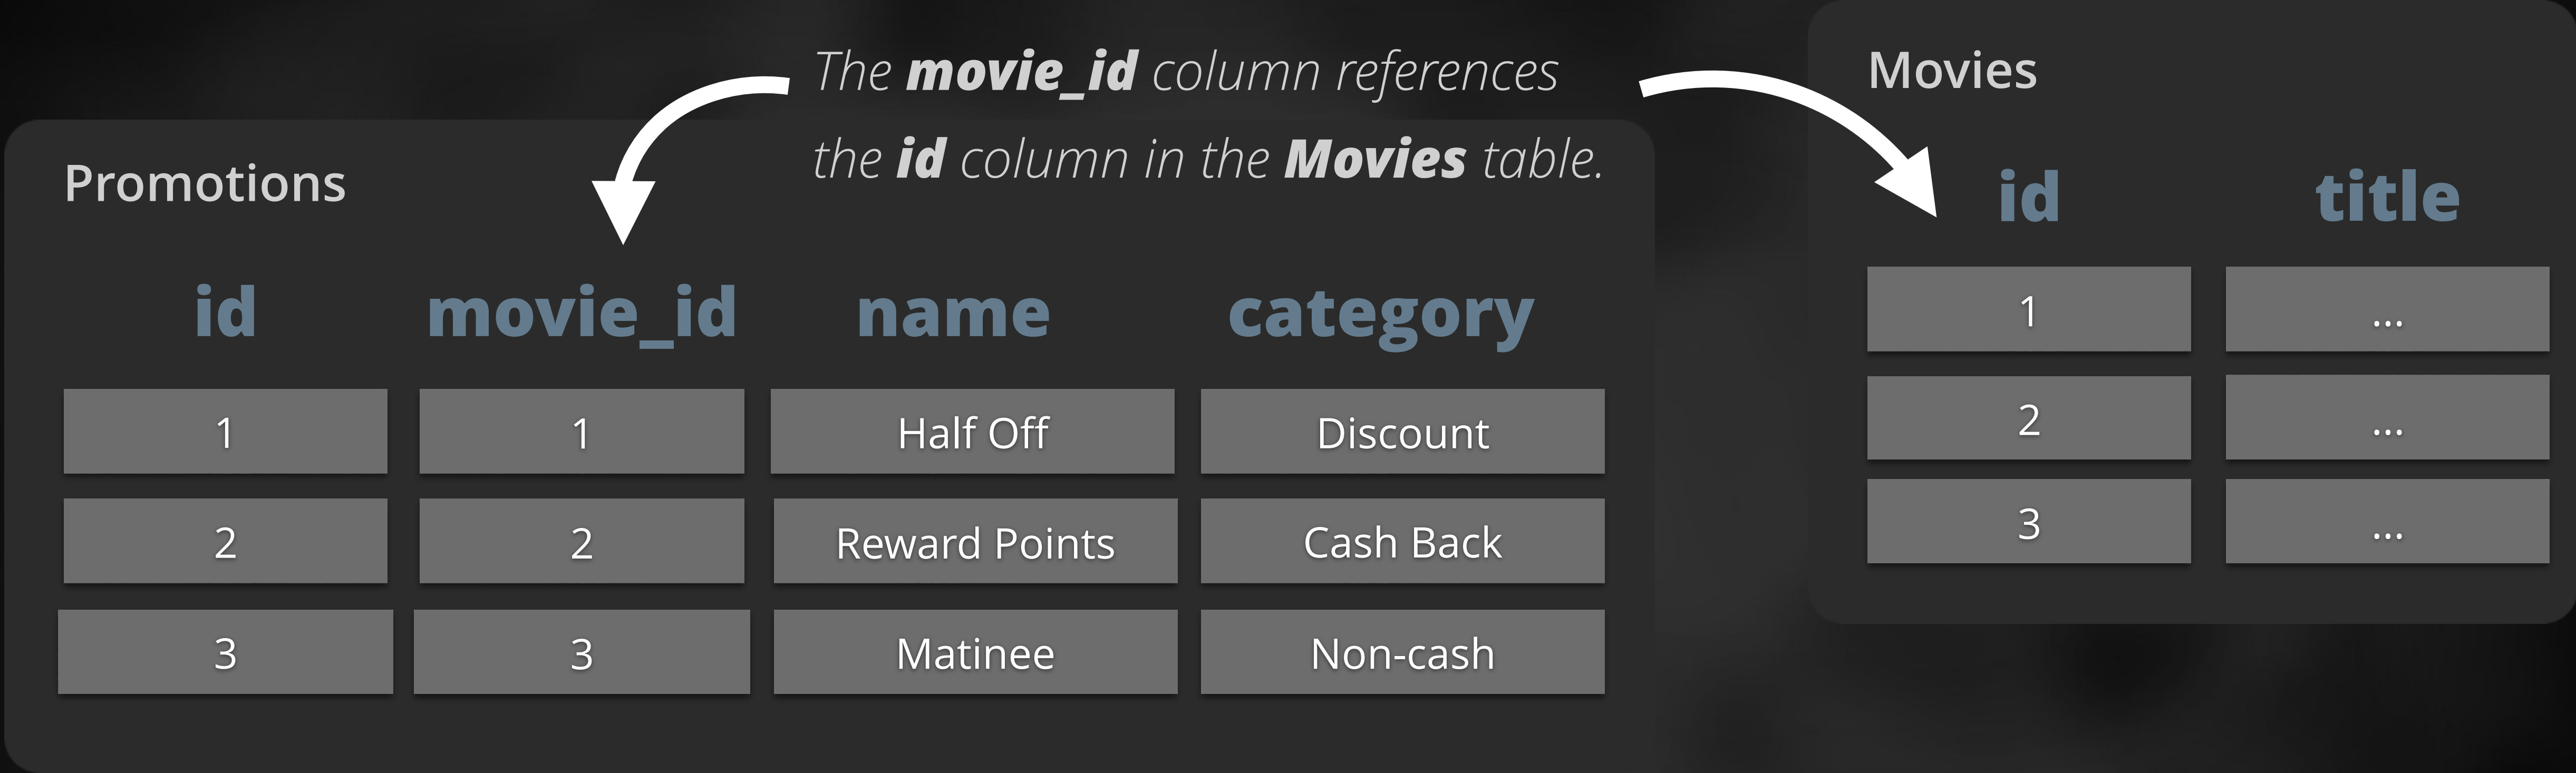 The movie_id column references
the id column in the Movies table.
Promotions
id movie_id name category
1 1 Half Off Discount
2 2 Reward Points Cash Back
3 3 Matinee Non-cash
Movies
id title
1 ...
2 ...
3 ...